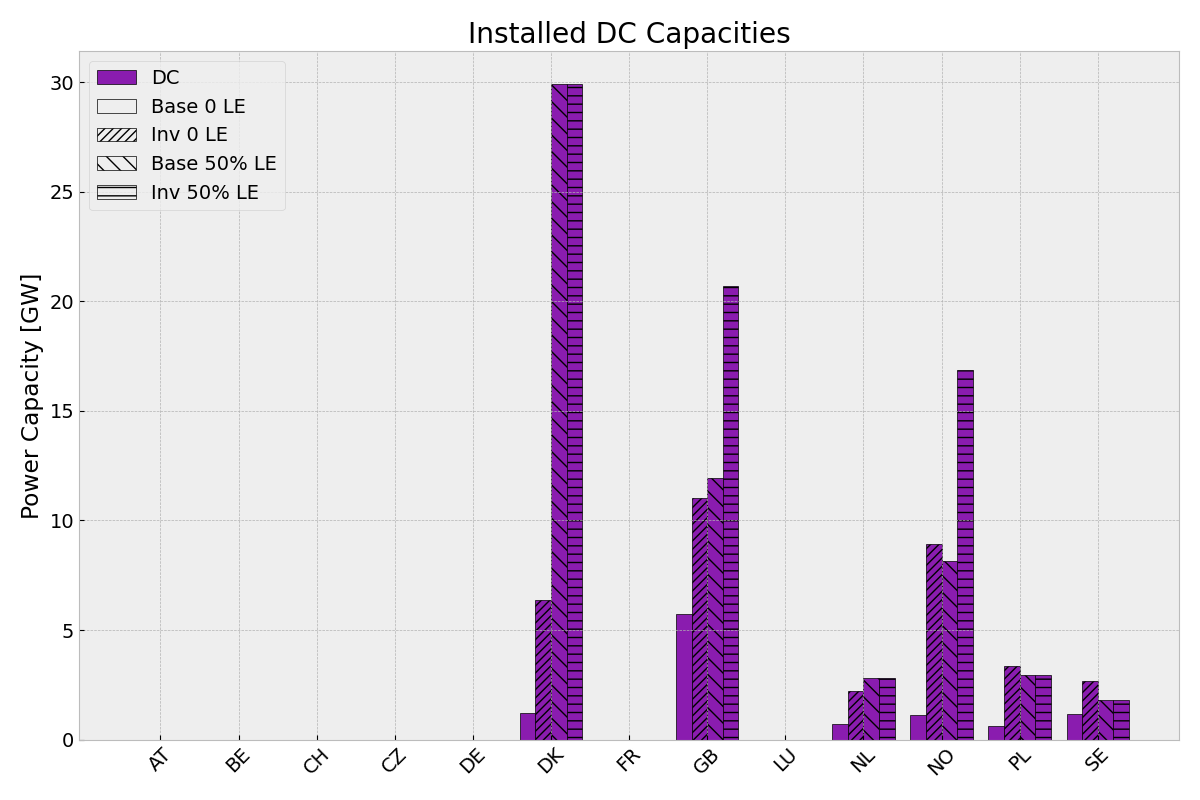 Installed DC Capacities
DC
Base 0 LE
Inv 0 LE
Base 50% LE
Inv 50% LE
Power Capacity [GW]
30
25
20
15
10
5
0
AT BE CH CZ DE DK FR GB LU NL NO PL SE